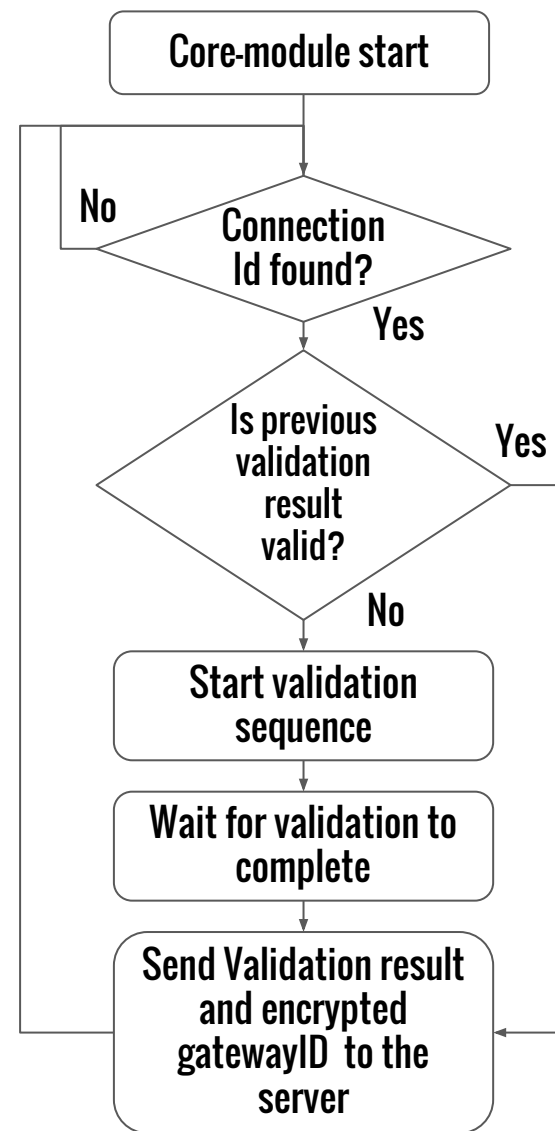 Core-module start
No
Connection
Id found?
Yes
Is previous
validation
result
valid?
Yes
No
Start validation
sequence
Wait for validation to
complete
Send Validation result
and encrypted
gatewayID to the
server